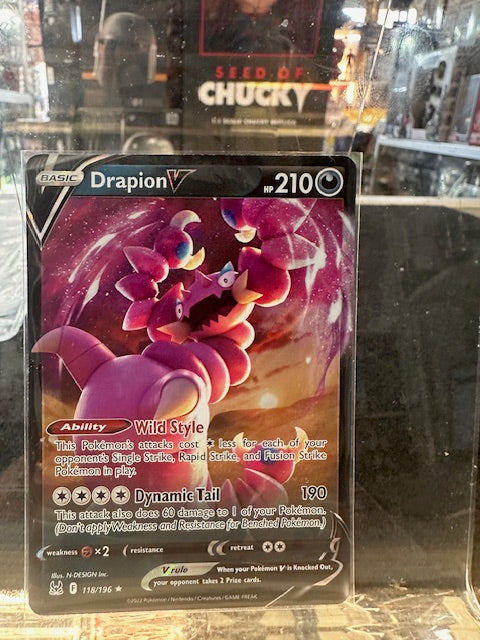 SEED OF
CHUCKY
BASIC Drapion V HP 210
Ability Wild Style
This Pokémon's attacks cost less for each of your
opponent's Single Strike, Rapid Strike, and Fusion Strike
Pokémon in play.
Dynamic Tail 190
This attack also does 60 damage to 1 of your Pokémon.
(Don't apply Weakness and Resistance for Benched Pokémon.)
weakness ×2 resistance retreat
Illus. N-DESIGN Inc.
V rule When your Pokémon V is Knocked Out,
your opponent takes 2 Prize cards.
F 118/196 ★
©2022 Pokémon / Nintendo / Creatures / GAME FREAK